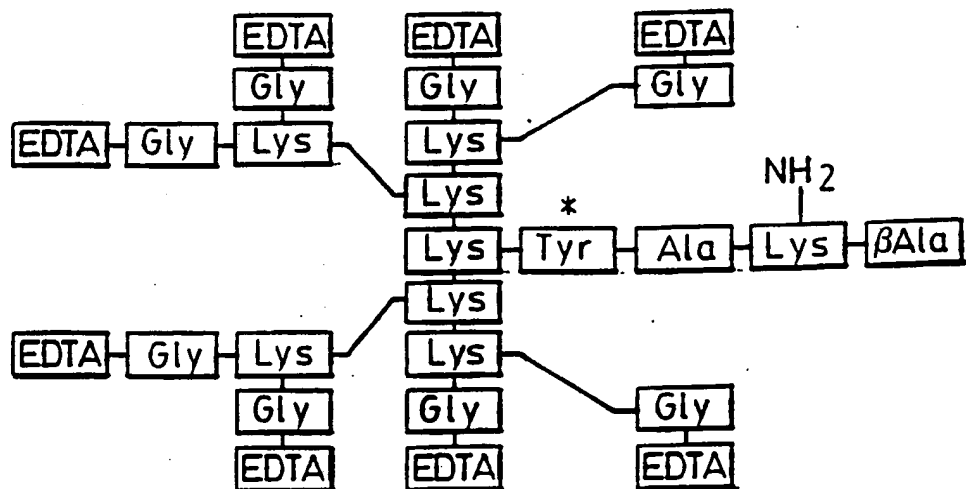 EDTA EDTA EDTA
Gly Gly Gly
EDTA Gly Lys Lys
Lys NH2
*
Lys Tyr Ala Lys βAla
Lys
EDTA Gly Lys Lys
Gly Gly Gly
EDTA EDTA EDTA